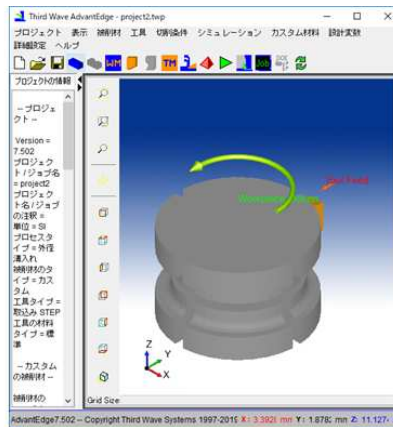 Third Wave AdvantEdge - project2.twp
プロジェクト 表示 被削材 工具 切削条件 シミュレーション カスタム材料 設計変数
詳細設定 ヘルプ
WM TM Job
プロジェクトの情報
-- プロジェ
クト --
Version =
7.502
プロジェク
ト / ジョブ名
= project2
プロジェク
ト名 / ジョブ
の注釈 =
単位 = SI
プロセスタ
イプ = 外径
溝入れ
被削材のタ
イプ = カス
タム
工具タイプ =
取込み STEP
工具の材料
タイプ = 標
準
-- カスタム
の被削材 --
被削材の
Tool Feed
Z
Y
X
Grid Size:
AdvantEdge7.502 -- Copyright Third Wave Systems 1997-2019 X: 3.392 mm Y: 1.878 mm Z: 11.127